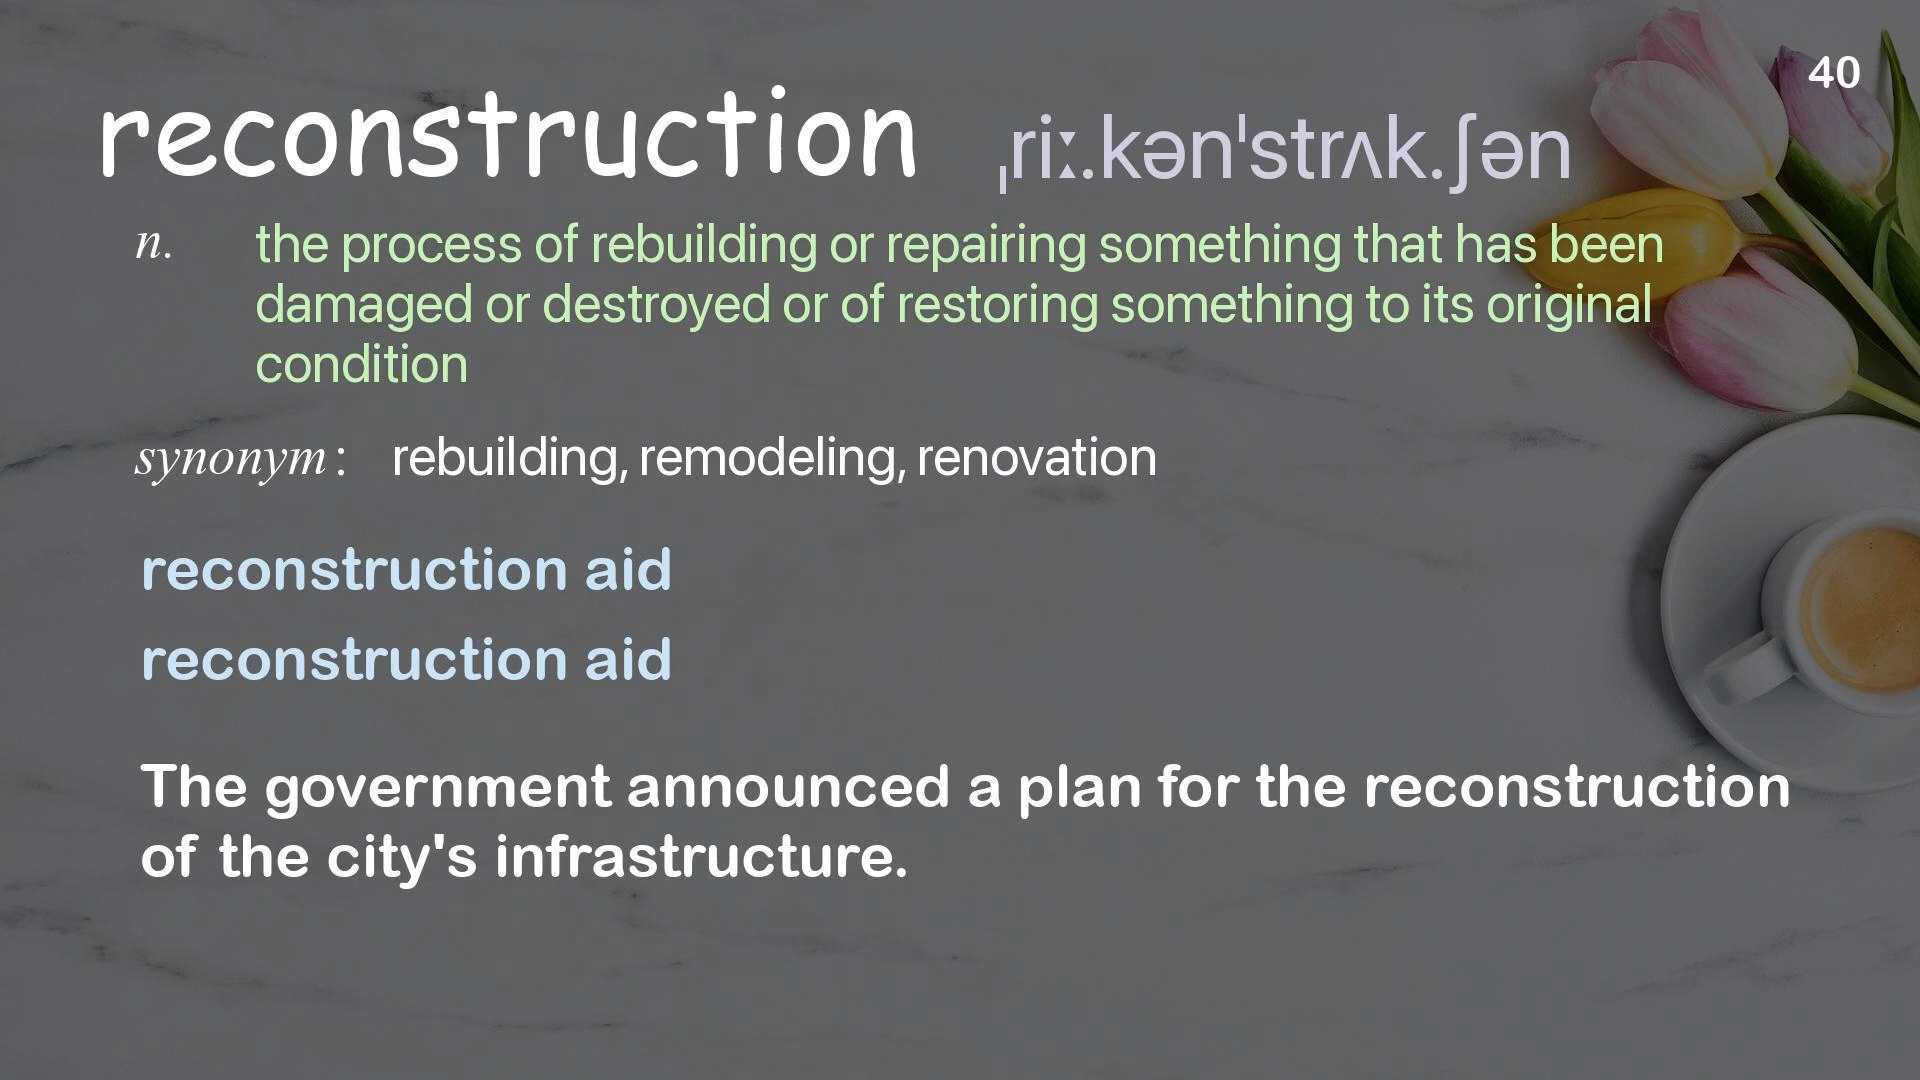 40
reconstruction ˌriː.kən'strʌk.ʃən
n. the process of rebuilding or repairing something that has been
damaged or destroyed or of restoring something to its original
condition
synonym : rebuilding, remodeling, renovation
reconstruction aid
reconstruction aid
The government announced a plan for the reconstruction
of the city's infrastructure.